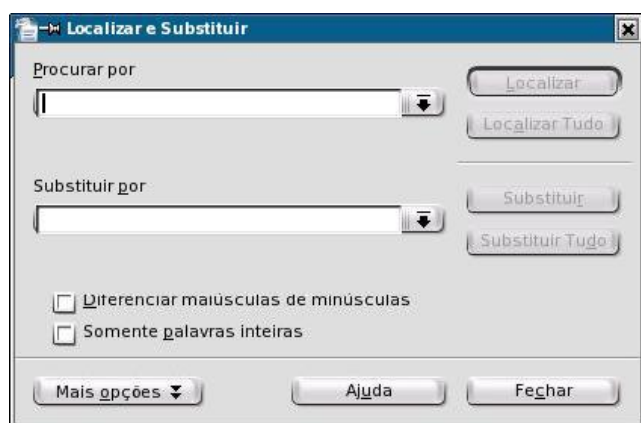 Localizar e Substituir
Procurar por
Localizar
Localizar Tudo
Substituir por
Substituir
Substituir Tudo
Diferenciar maiúsculas de minúsculas
Somente palavras inteiras
Mais opções
Ajuda
Fechar